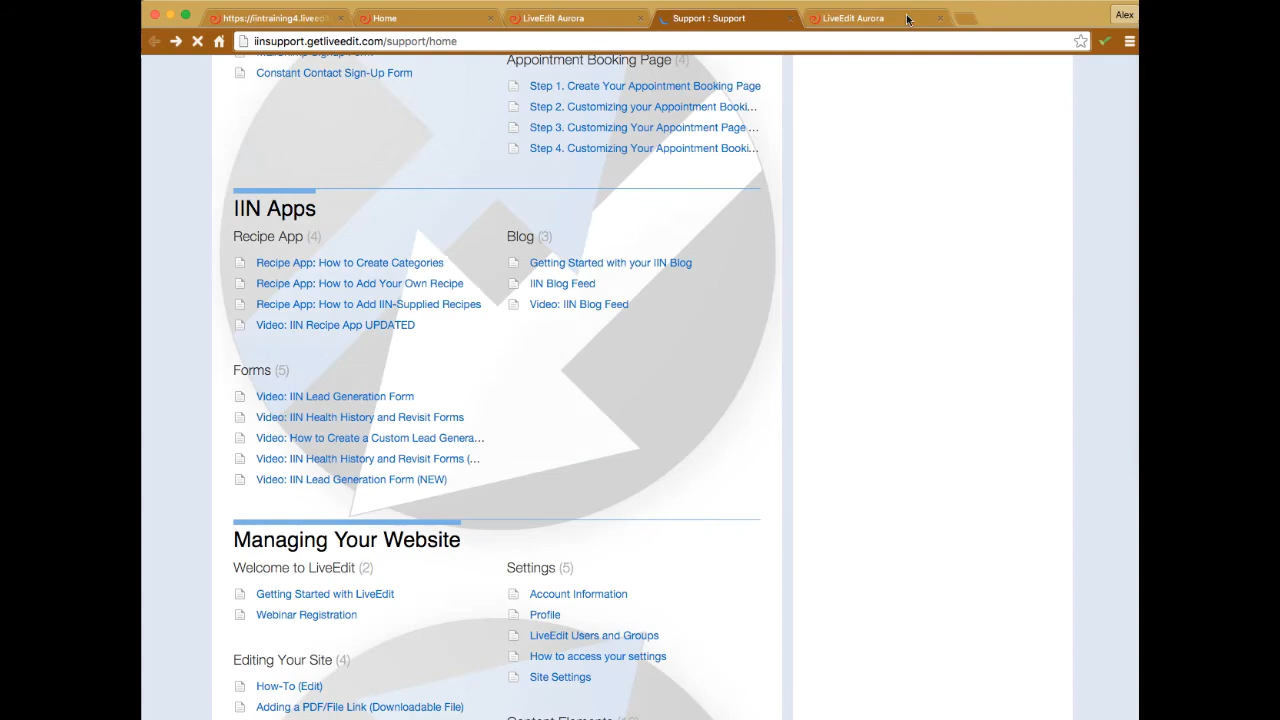 https://iintraining4.liveedit
Home
LiveEdit Aurora
Support : Support
LiveEdit Aurora
Alex
iinsupport.getliveedit.com/support/home
Constant Contact Sign-Up Form
Appointment Booking Page (4)
Step 1. Create Your Appointment Booking Page
Step 2. Customizing your Appointment Booki...
Step 3. Customizing Your Appointment Page ...
Step 4. Customizing Your Appointment Booki...
IIN Apps
Recipe App (4)
Recipe App: How to Create Categories
Recipe App: How to Add Your Own Recipe
Recipe App: How to Add IIN-Supplied Recipes
Video: IIN Recipe App UPDATED
Blog (3)
Getting Started with your IIN Blog
IIN Blog Feed
Video: IIN Blog Feed
Forms (5)
Video: IIN Lead Generation Form
Video: IIN Health History and Revisit Forms
Video: How to Create a Custom Lead Genera...
Video: IIN Health History and Revisit Forms (...
Video: IIN Lead Generation Form (NEW)
Managing Your Website
Welcome to LiveEdit (2)
Getting Started with LiveEdit
Webinar Registration
Settings (5)
Account Information
Profile
LiveEdit Users and Groups
How to access your settings
Site Settings
Editing Your Site (4)
How-To (Edit)
Adding a PDF/File Link (Downloadable File)